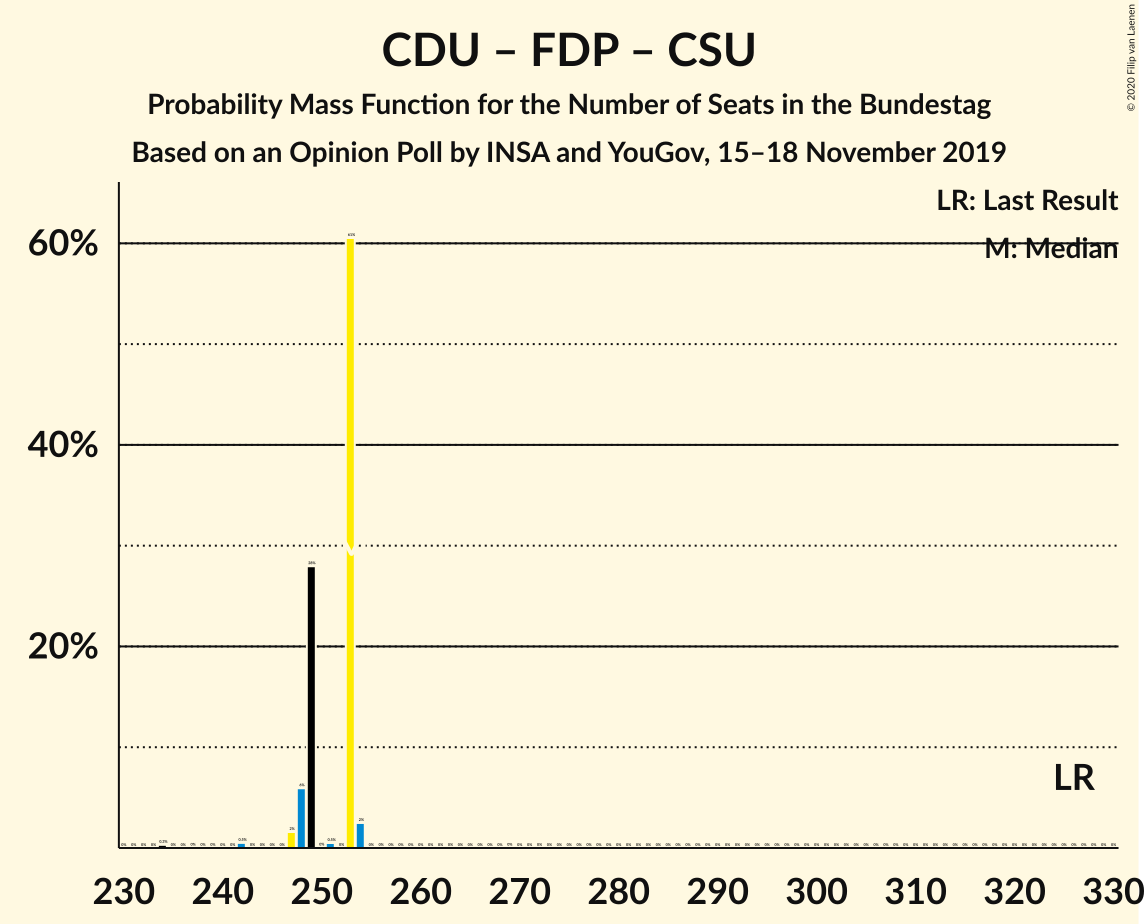 CDU – FDP – CSU
Probability Mass Function for the Number of Seats in the Bundestag
Based on an Opinion Poll by INSA and YouGov, 15–18 November 2019
© 2020 Filip van Laenen
LR: Last Result
M: Median
60%
40%
20%
LR
230 240 250 260 270 280 290 300 310 320 330